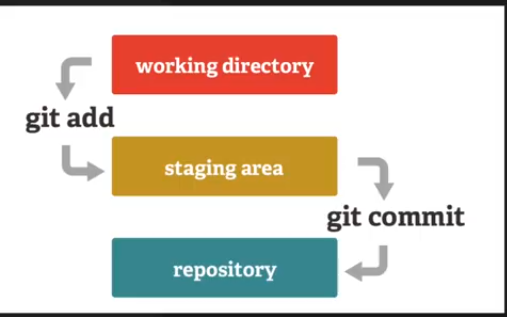 working directory
git add
staging area
git commit
repository